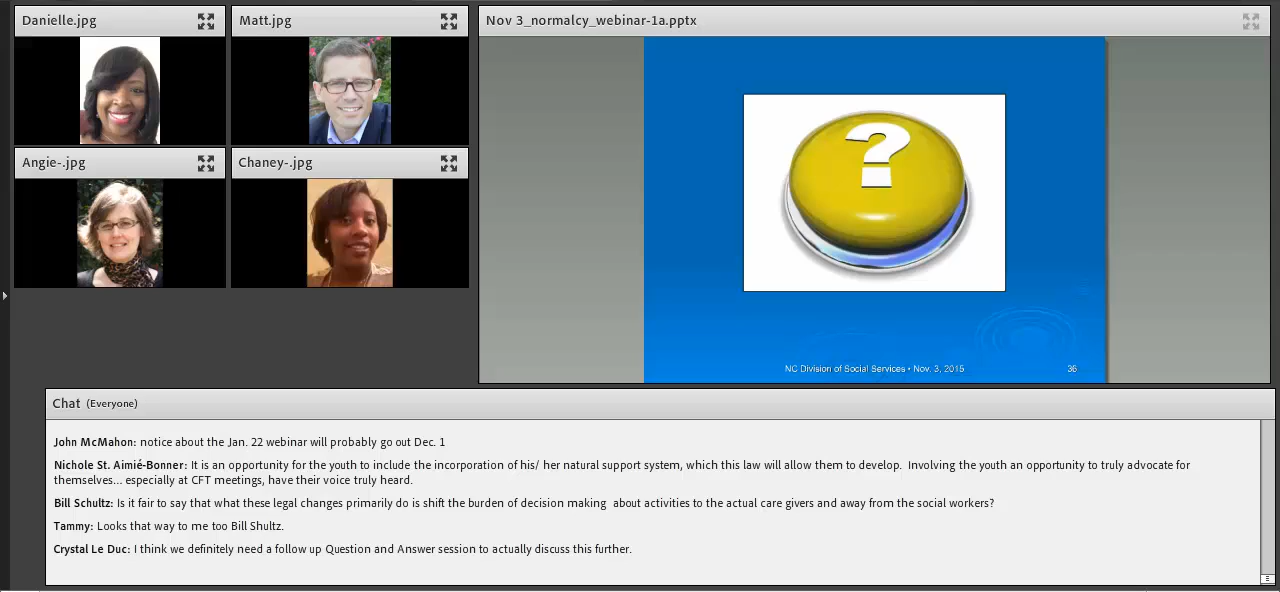 Danielle.jpg
Matt.jpg
Nov 3_normalcy_webinar-1a.pptx
Angie-.jpg
Chaney-.jpg
?
NC Division of Social Services • Nov. 3, 2015
36
Chat (Everyone)
John McMahon: notice about the Jan. 22 webinar will probably go out Dec. 1
Nichole St. Aimié-Bonner: It is an opportunity for the youth to include the incorporation of his/ her natural support system, which this law will allow them to develop. Involving the youth an opportunity to truly advocate for
themselves... especially at CFT meetings, have their voice truly heard.
Bill Schultz: Is it fair to say that what these legal changes primarily do is shift the burden of decision making about activities to the actual care givers and away from the social workers?
Tammy: Looks that way to me too Bill Shultz.
Crystal Le Duc: I think we definitely need a follow up Question and Answer session to actually discuss this further.